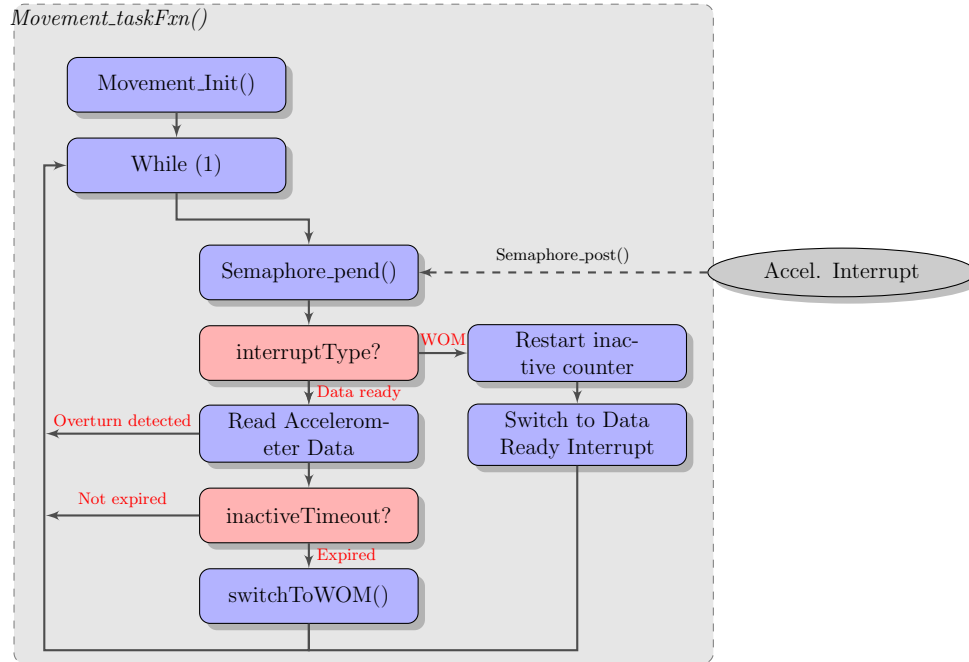 Movement_taskFxn()
Movement_Init()
While (1)
Semaphore_pend()
Semaphore_post()
Accel. Interrupt
interruptType?
WOM
Restart inac-
tive counter
Data ready
Overturn detected
Read Accelerom-
eter Data
Switch to Data
Ready Interrupt
Not expired
inactiveTimeout?
Expired
switchToWOM()